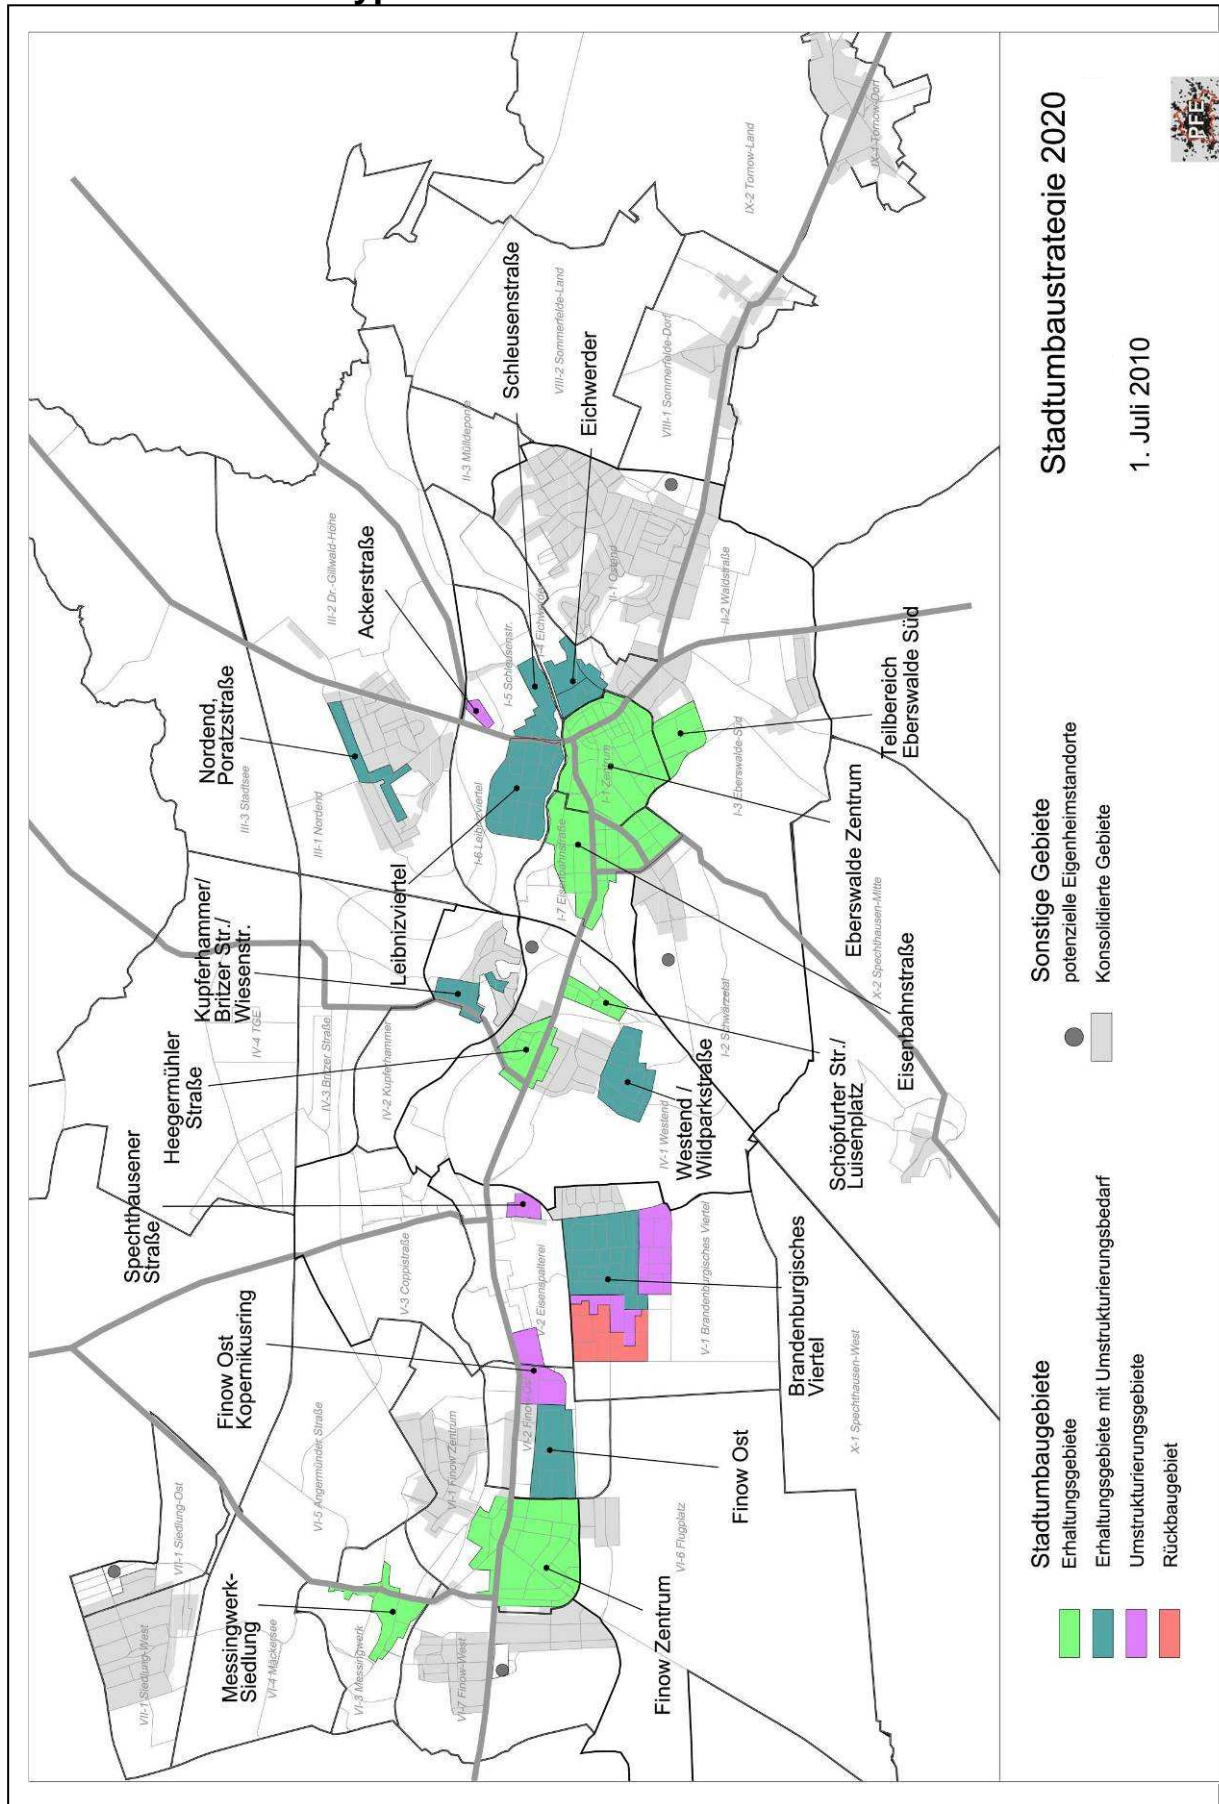 Stadtumbaustrategie 2020
1. Juli 2010
PFE
Messingwerk-
Siedlung
Finow Ost
Kopernikusring
Spechthausener
Straße
Heegermühler
Straße
Kupferhammer/
Britzer Str./
Wiesenstr.
Leibnizviertel
Nordend,
Poratzstraße
Ackerstraße
Schleusenstraße
Eichwerder
Finow Zentrum
Finow Ost
Brandenburgisches
Viertel
Westend /
Wildparkstraße
Schöpfurter Str./
Luisenplatz
Eisenbahnstraße
Eberswalde Zentrum
Teilbereich
Eberswalde Süd
VII-1 Siedlung-West
VII-1 Siedlung-Ost
VI-4 Mäckersee
VI-3 Messingwerk
VI-7 Finow-West
VI-5 Angermünder Straße
VI-1 Finow Zentrum
VI-2 Finow Ost
VI-6 Flugplatz
V-3 Coppistraße
V-2 Eisenspalterei
V-1 Brandenburgisches Viertel
X-1 Spechthausen-West
IV-4 TGE
IV-3 Britzer Straße
IV-2 Kupferhammer
IV-1 Westend
I-2 Schwärzetal
X-2 Spechthausen-Mitte
III-3 Stadtsee
III-1 Nordend
III-2 Dr.-Gillwald-Höhe
I-6 Leibnizviertel
I-7 Eisenbahnstraße
I-1 Zentrum
I-3 Eberswalde-Süd
I-5 Schleusenstr.
I-4 Eichwerder
II-3 Mülldeponie
II-1 Ostend
II-2 Waldstraße
VIII-2 Sommerfelde-Land
VIII-1 Sommerfelde-Dorf
IX-2 Tornow-Land
IX-1 Tornow-Dorf
Stadtumbaugebiete
Erhaltungsgebiete
Erhaltungsgebiete mit Umstrukturierungsbedarf
Umstrukturierungsgebiete
Rückbaugebiet
Sonstige Gebiete
potenzielle Eigenheimstandorte
Konsolidierte Gebiete